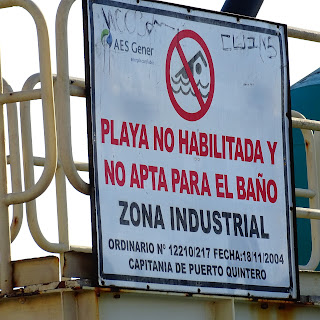 AES Gener
PLAYA NO HABILITADA Y
NO APTA PARA EL BAÑO
ZONA INDUSTRIAL
ORDINARIO Nº 12210/217 FECHA:18/11/2004
CAPITANIA DE PUERTO QUINTERO